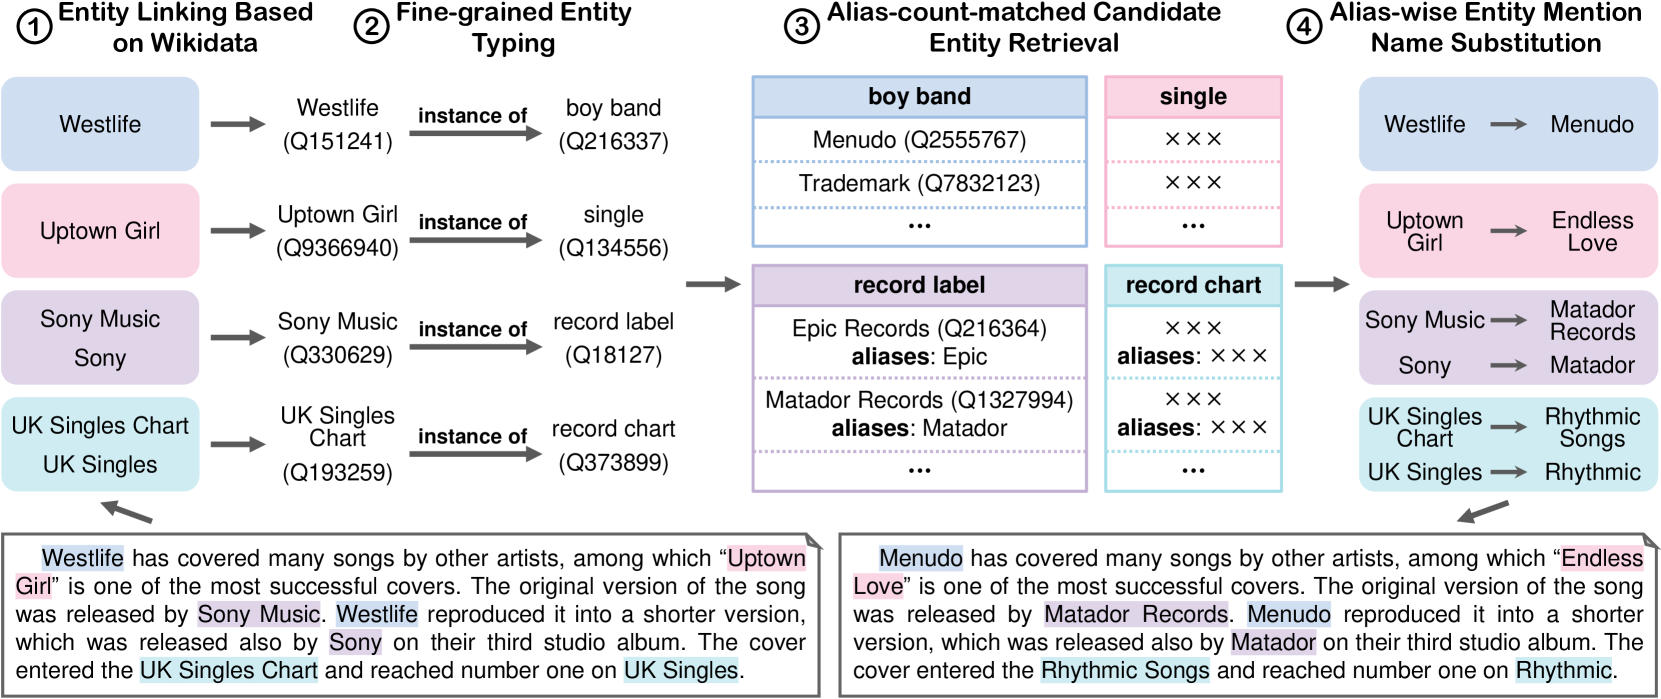 ① Entity Linking Based
on Wikidata
② Fine-grained Entity
Typing
③ Alias-count-matched Candidate
Entity Retrieval
④ Alias-wise Entity Mention
Name Substitution
Westlife
Westlife
(Q151241)
instance of
boy band
(Q216337)
Uptown Girl
Uptown Girl
(Q9366940)
instance of
single
(Q134556)
Sony Music
Sony
Sony Music
(Q330629)
instance of
record label
(Q18127)
UK Singles Chart
UK Singles
UK Singles
Chart
(Q193259)
instance of
record chart
(Q373899)
boy band
Menudo (Q2555767)
Trademark (Q7832123)
...
single
×××
×××
...
record label
Epic Records (Q216364)
aliases: Epic
Matador Records (Q1327994)
aliases: Matador
...
record chart
×××
aliases: ×××
×××
aliases: ×××
...
Westlife
Menudo
Uptown
Girl
Endless
Love
Sony Music
Matador
Records
Sony
Matador
UK Singles
Chart
Rhythmic
Songs
UK Singles
Rhythmic
Westlife has covered many songs by other artists, among which “Uptown
Girl” is one of the most successful covers. The original version of the song
was released by Sony Music. Westlife reproduced it into a shorter version,
which was released also by Sony on their third studio album. The cover
entered the UK Singles Chart and reached number one on UK Singles.
Menudo has covered many songs by other artists, among which “Endless
Love” is one of the most successful covers. The original version of the song
was released by Matador Records. Menudo reproduced it into a shorter
version, which was released also by Matador on their third studio album. The
cover entered the Rhythmic Songs and reached number one on Rhythmic.